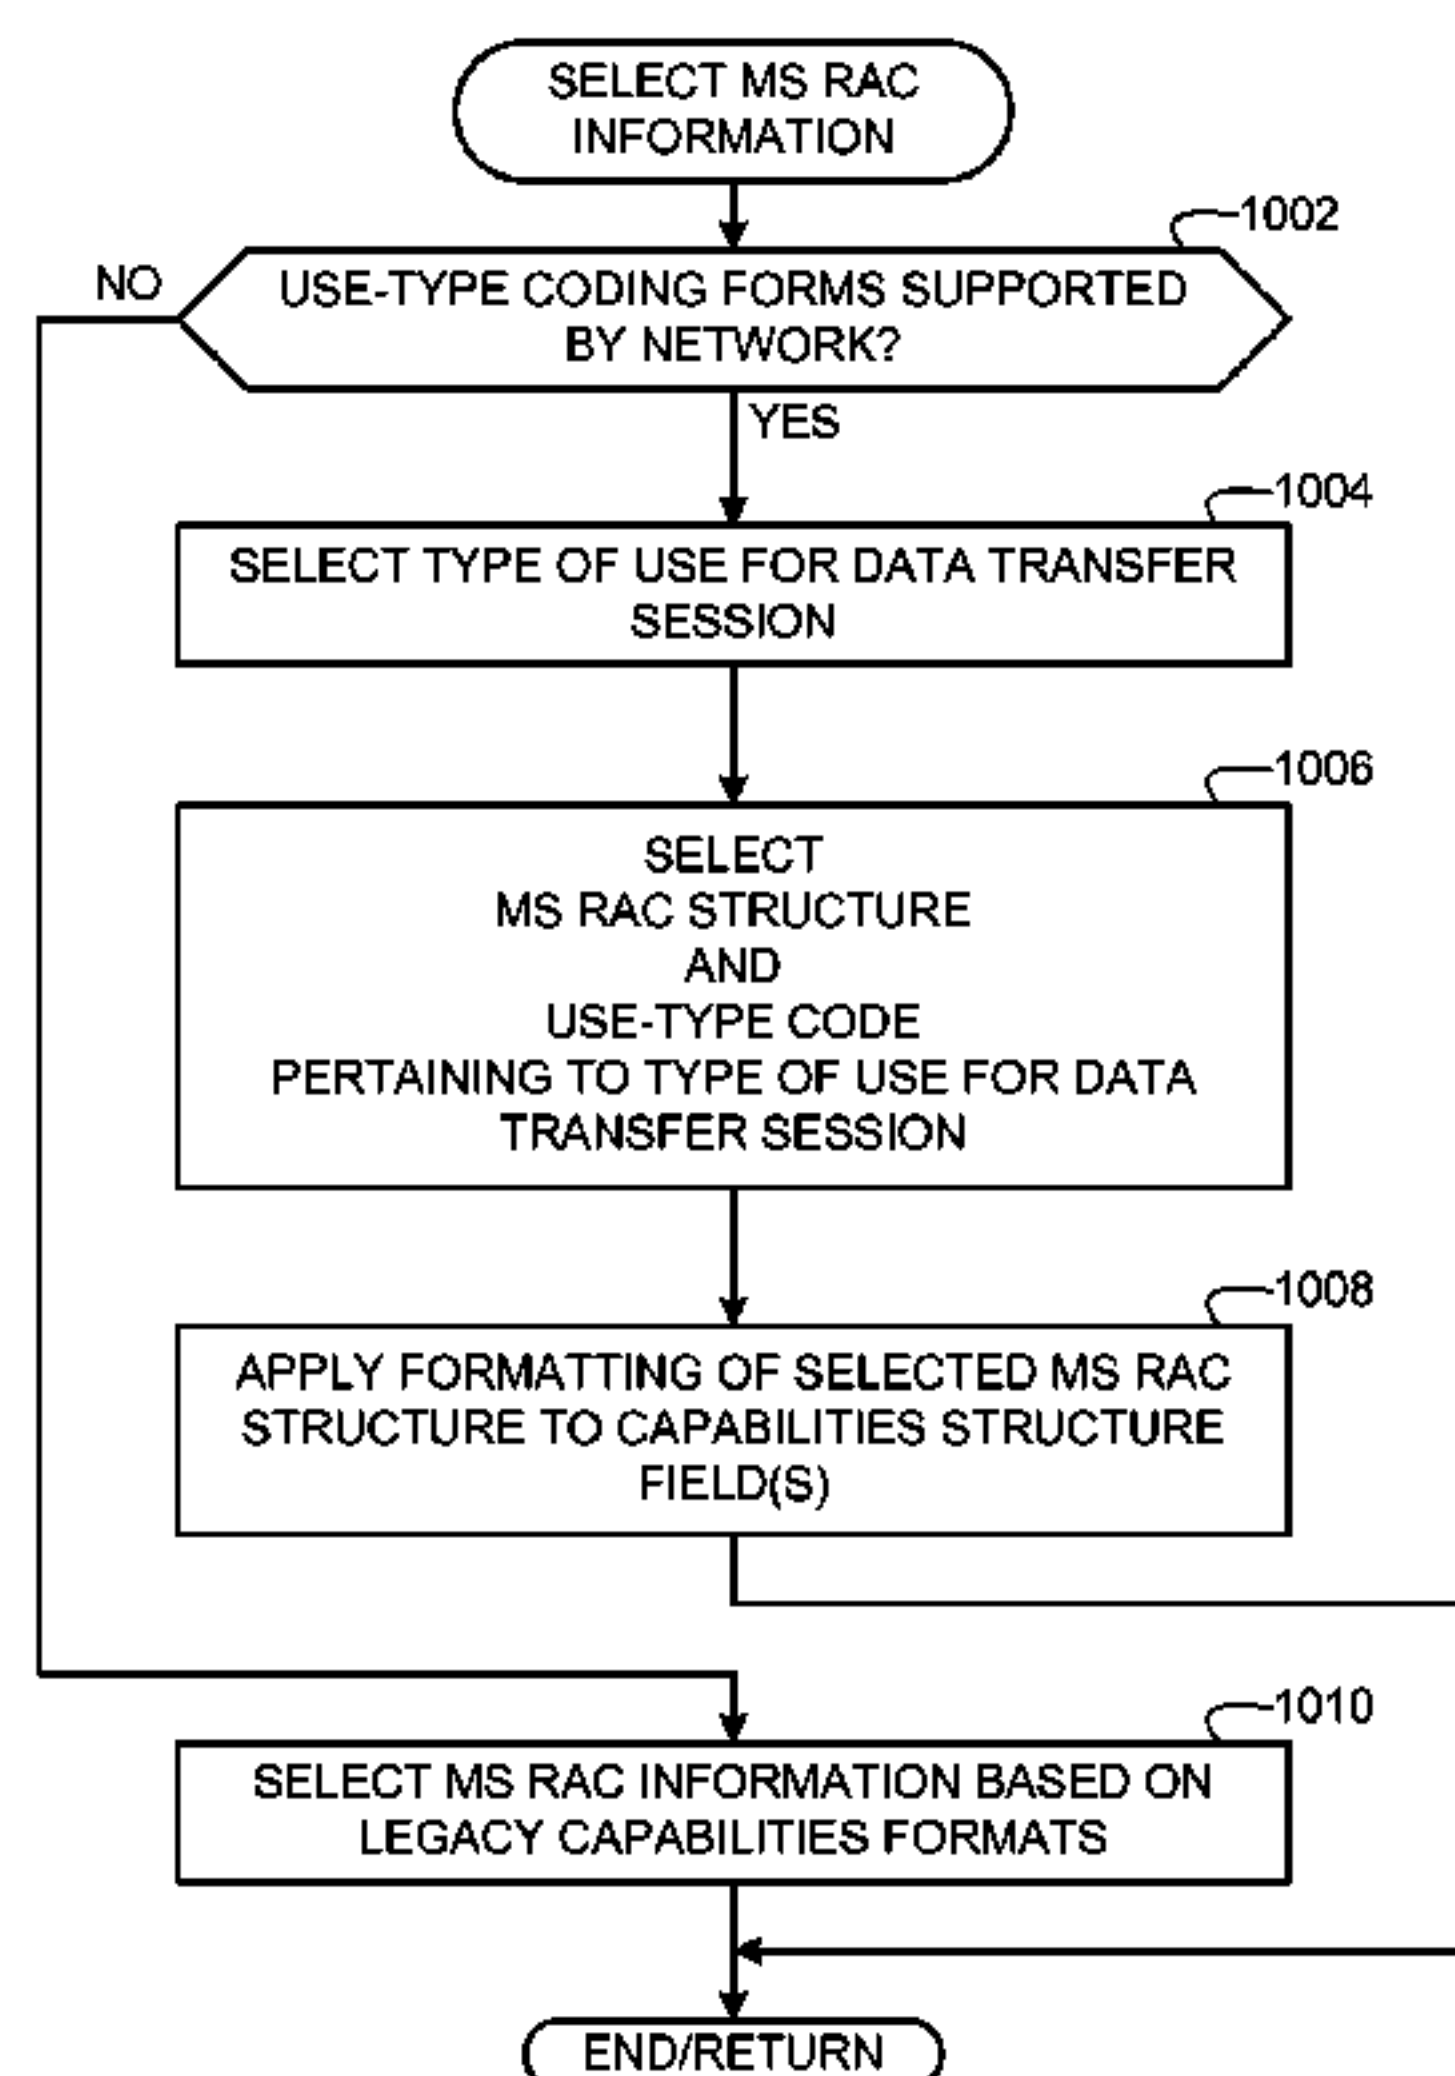 SELECT MS RAC
INFORMATION
1002
NO
USE-TYPE CODING FORMS SUPPORTED
BY NETWORK?
YES
1004
SELECT TYPE OF USE FOR DATA TRANSFER
SESSION
1006
SELECT
MS RAC STRUCTURE
AND
USE-TYPE CODE
PERTAINING TO TYPE OF USE FOR DATA
TRANSFER SESSION
1008
APPLY FORMATTING OF SELECTED MS RAC
STRUCTURE TO CAPABILITIES STRUCTURE
FIELD(S)
1010
SELECT MS RAC INFORMATION BASED ON
LEGACY CAPABILITIES FORMATS
END/RETURN